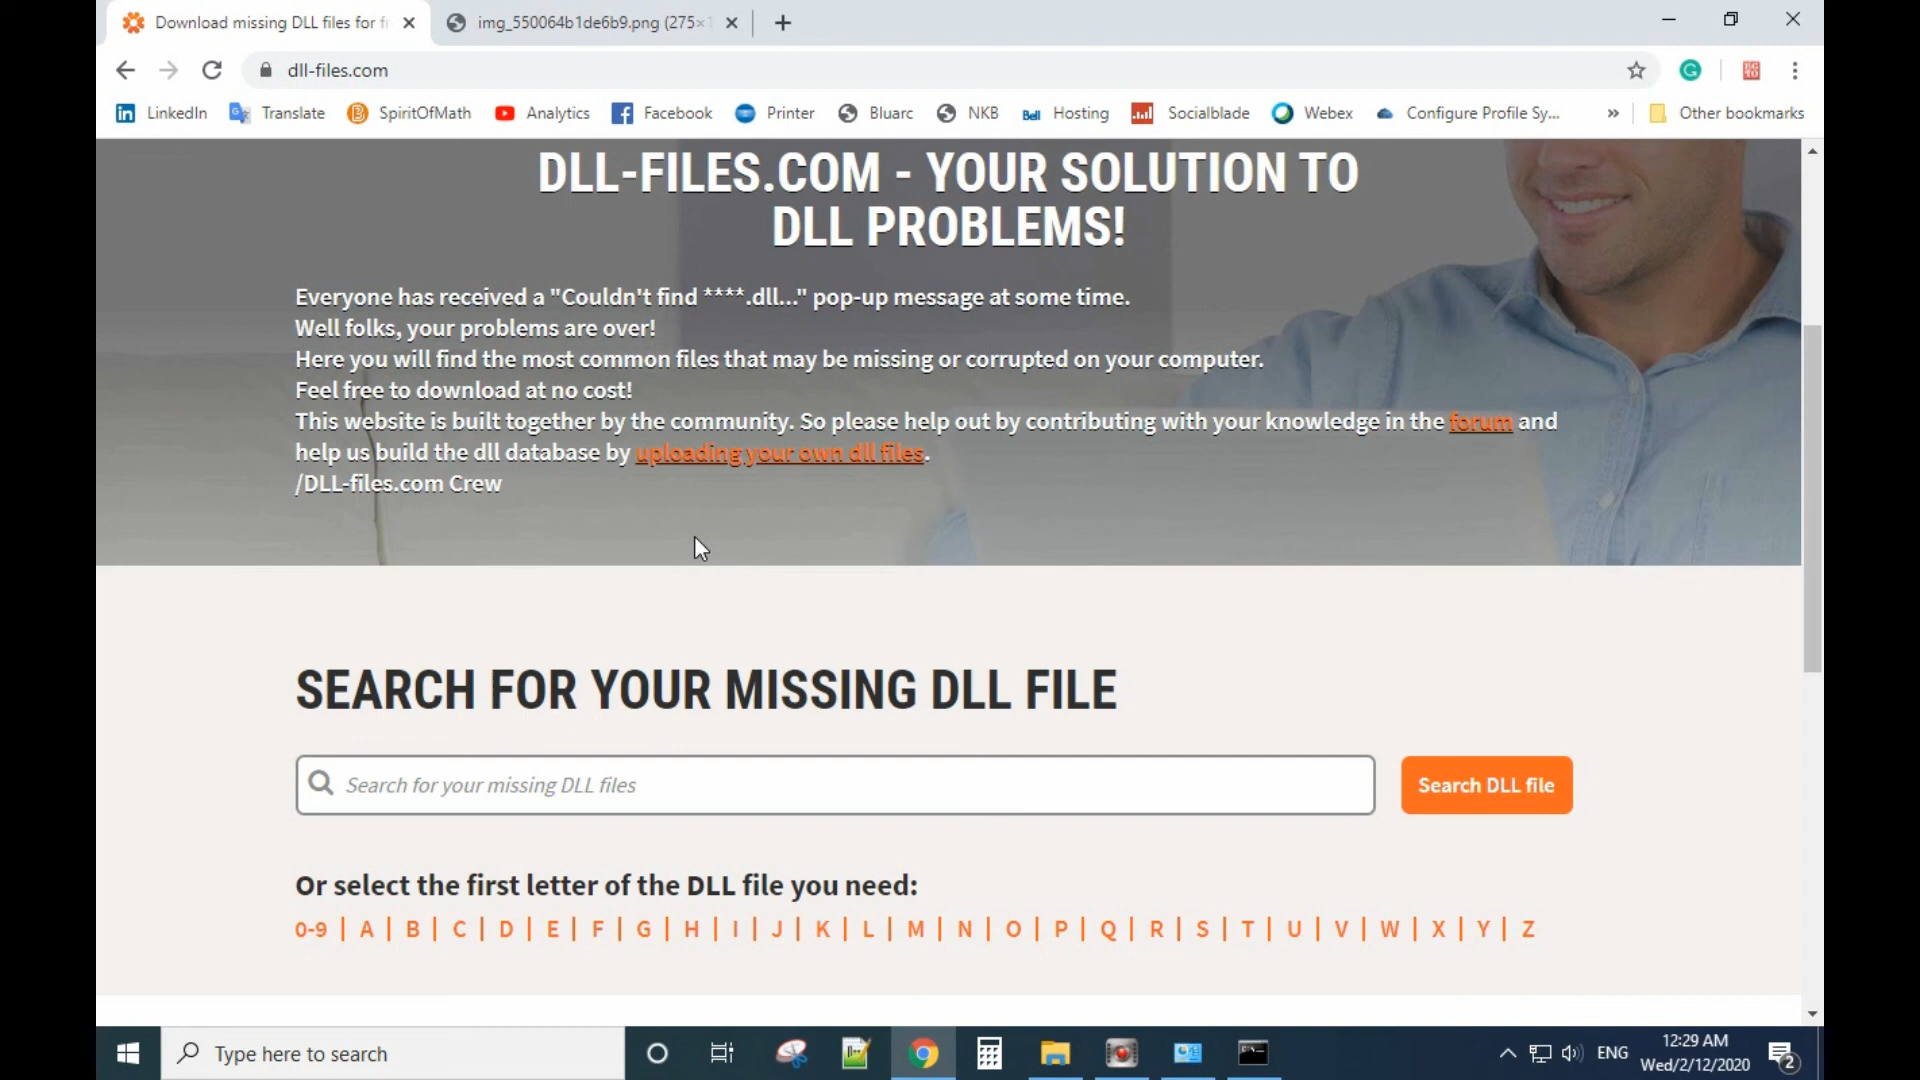 Download missing DLL files for f
img_550064b1de6b9.png (275×1
dll-files.com
LinkedIn
Translate
SpiritOfMath
Analytics
Facebook
Printer
Bluarc
NKB
Bell
Hosting
Socialblade
Webex
Configure Profile Sy...
»
Other bookmarks
DLL-FILES.COM - YOUR SOLUTION TO
DLL PROBLEMS!
Everyone has received a "Couldn't find ****.dll..." pop-up message at some time.
Well folks, your problems are over!
Here you will find the most common files that may be missing or corrupted on your computer.
Feel free to download at no cost!
This website is built together by the community. So please help out by contributing with your knowledge in the forum and
help us build the dll database by uploading your own dll files.
/DLL-files.com Crew
SEARCH FOR YOUR MISSING DLL FILE
Search for your missing DLL files
Search DLL file
Or select the first letter of the DLL file you need:
0-9 | A | B | C | D | E | F | G | H | I | J | K | L | M | N | O | P | Q | R | S | T | U | V | W | X | Y | Z
Type here to search
ENG
12:29 AM
Wed/2/12/2020
2